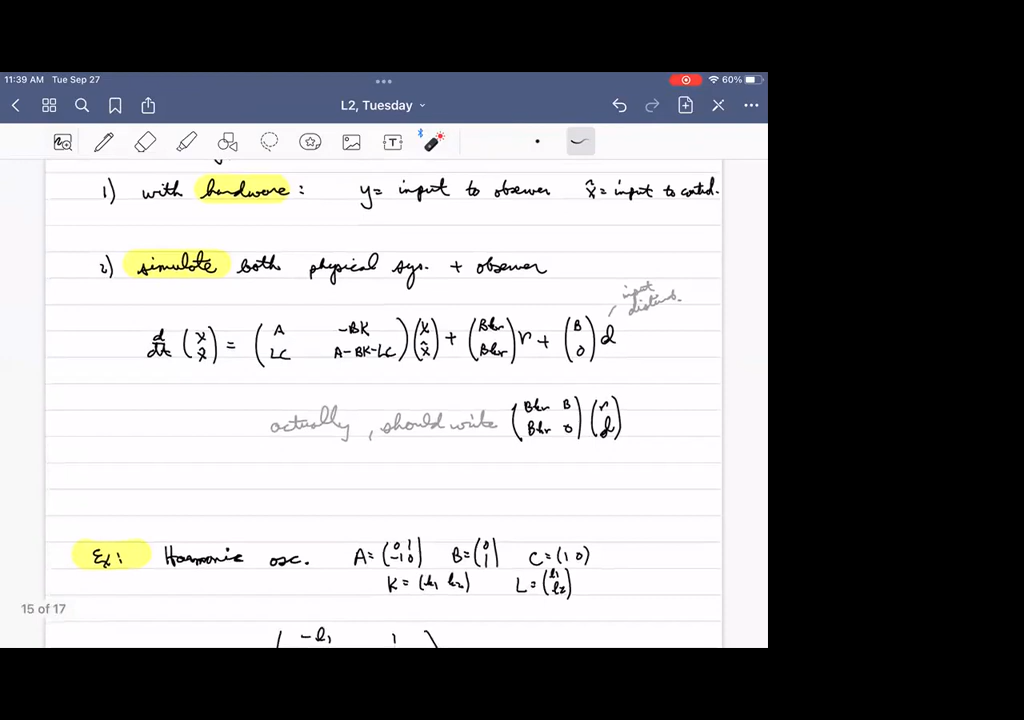 11:39 AM Tue Sep 27 60%
L2, Tuesday
1) with hardware : y = input to observer x̂ = input to control.
2) simulate both physical sys. + observer
input
disturb.
d/dt (x x̂) = (A -BK LC A-BK-LC) (x x̂) + (Bkr Bkr) r + (B 0) d
actually, should write (Bkr B Bkr 0) (r d)
Ex: Harmonic osc. A = (0 1 -1 0) B = (0 1) C = (1 0)
K = (k1 k2) L = (l1 l2)
15 of 17
( -l1 1 )